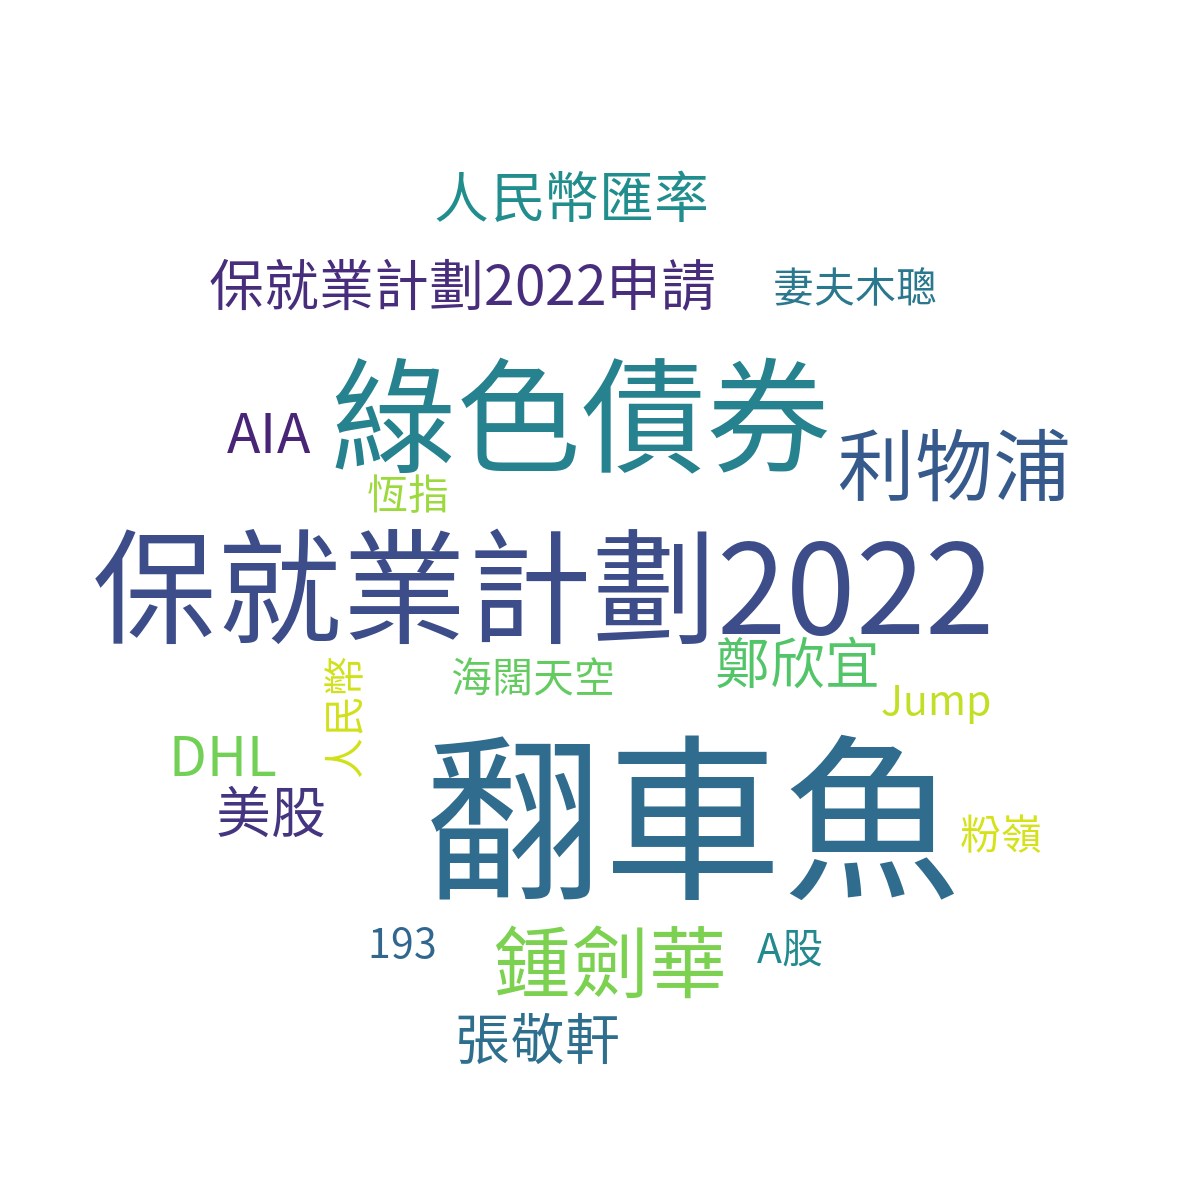 人民幣匯率
保就業計劃2022申請
妻夫木聰
綠色債券
AIA
利物浦
恆指
保就業計劃2022
鄭欣宜
海闊天空
人民幣
Jump
DHL
翻車魚
美股
粉嶺
193
鍾劍華
A股
張敬軒